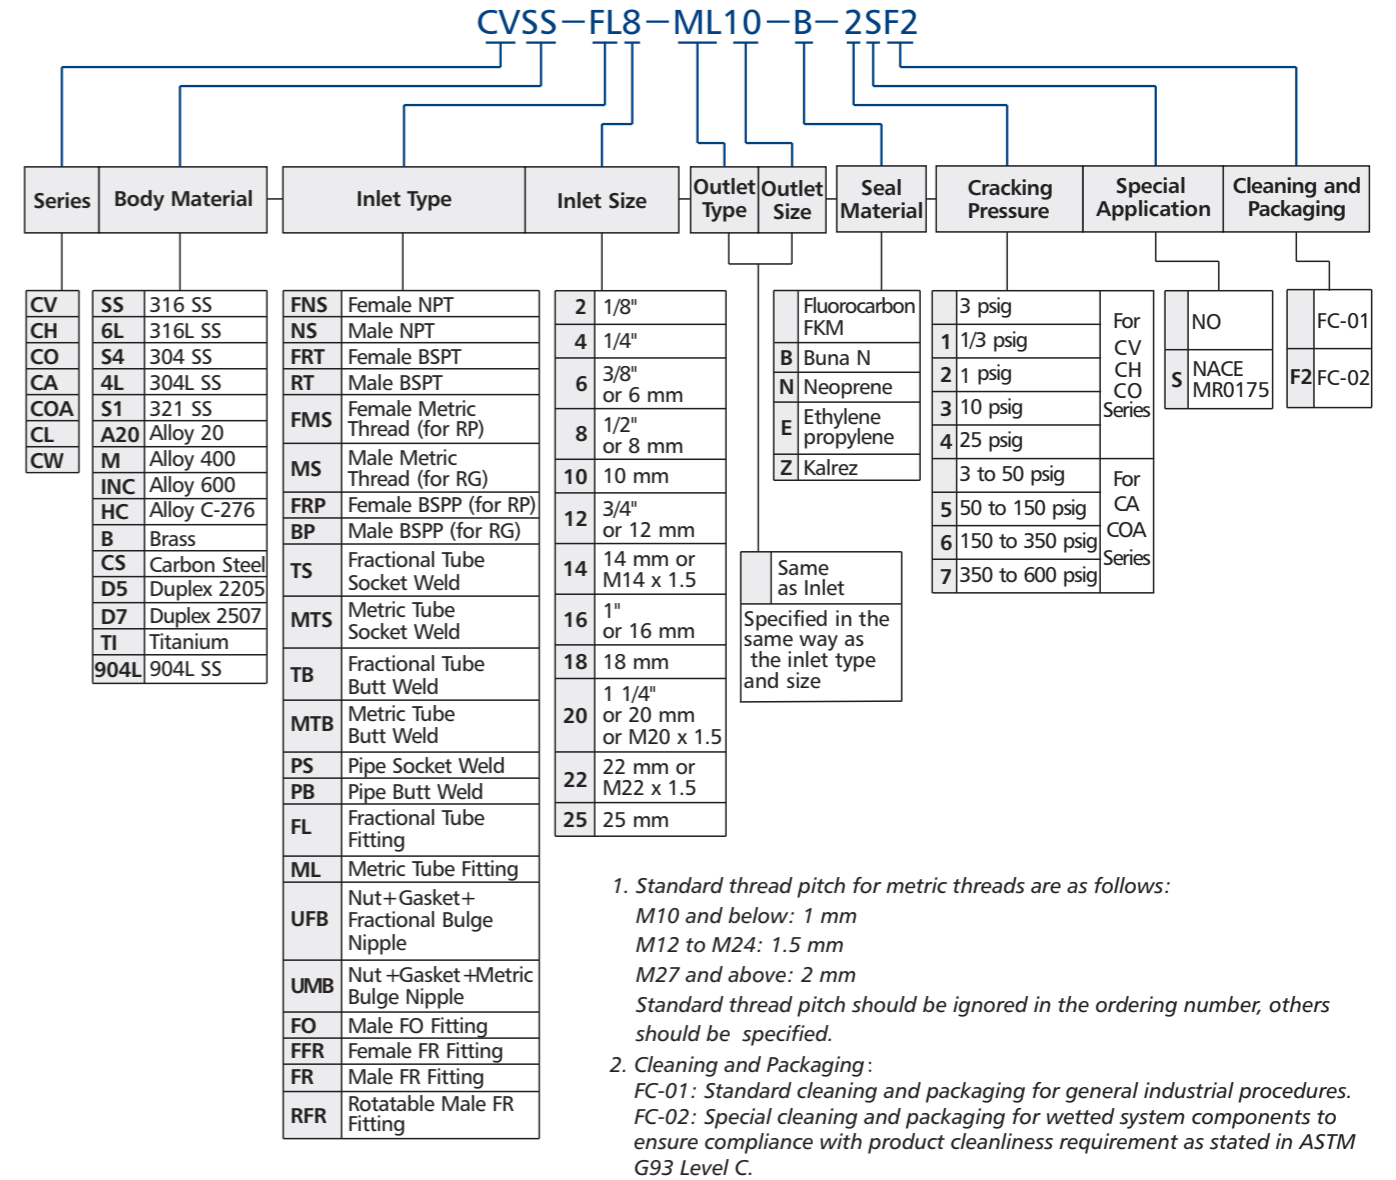 CVSS－FL8－ML10－B－2SF2
Series
Body Material
Inlet Type
Inlet Size
Outlet
Type
Outlet
Size
Seal
Material
Cracking
Pressure
Special
Application
Cleaning and
Packaging
CV
CH
CO
CA
COA
CL
CW
SS 316 SS
6L 316L SS
S4 304 SS
4L 304L SS
S1 321 SS
A20 Alloy 20
M Alloy 400
INC Alloy 600
HC Alloy C-276
B Brass
CS Carbon Steel
D5 Duplex 2205
D7 Duplex 2507
TI Titanium
904L 904L SS
FNS Female NPT
NS Male NPT
FRT Female BSPT
RT Male BSPT
FMS Female Metric
Thread (for RP)
MS Male Metric
Thread (for RG)
FRP Female BSPP (for RP)
BP Male BSPP (for RG)
TS Fractional Tube
Socket Weld
MTS Metric Tube
Socket Weld
TB Fractional Tube
Butt Weld
MTB Metric Tube
Butt Weld
PS Pipe Socket Weld
PB Pipe Butt Weld
FL Fractional Tube
Fitting
ML Metric Tube Fitting
UFB Nut+Gasket+
Fractional Bulge
Nipple
UMB Nut +Gasket+Metric
Bulge Nipple
FO Male FO Fitting
FFR Female FR Fitting
FR Male FR Fitting
RFR Rotatable Male FR
Fitting
2 1/8"
4 1/4"
6 3/8"
or 6 mm
8 1/2"
or 8 mm
10 10 mm
12 3/4"
or 12 mm
14 14 mm or
M14 x 1.5
16 1"
or 16 mm
18 18 mm
20 1 1/4"
or 20 mm
or M20 x 1.5
22 22 mm or
M22 x 1.5
25 25 mm
Same
as Inlet
Specified in the
same way as
the inlet type
and size
Fluorocarbon
FKM
B Buna N
N Neoprene
E Ethylene
propylene
Z Kalrez
3 psig
1 1/3 psig
2 1 psig
3 10 psig
4 25 psig
For
CV
CH
CO
Series
3 to 50 psig
5 50 to 150 psig
6 150 to 350 psig
7 350 to 600 psig
For
CA
COA
Series
NO
S NACE
MR0175
FC-01
F2 FC-02
1. Standard thread pitch for metric threads are as follows:
M10 and below: 1 mm
M12 to M24: 1.5 mm
M27 and above: 2 mm
Standard thread pitch should be ignored in the ordering number, others
should be specified.
2. Cleaning and Packaging:
FC-01: Standard cleaning and packaging for general industrial procedures.
FC-02: Special cleaning and packaging for wetted system components to
ensure compliance with product cleanliness requirement as stated in ASTM
G93 Level C.